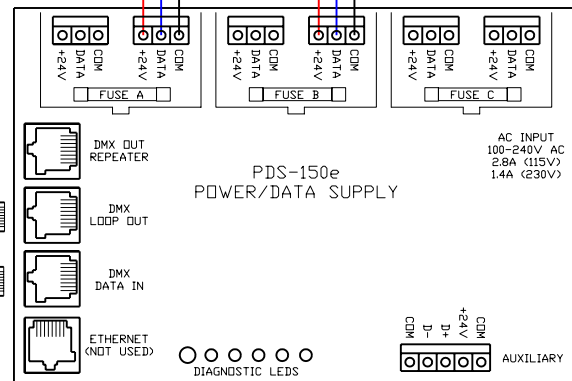 +24V DATA COM +24V DATA COM +24V DATA COM +24V DATA COM +24V DATA COM +24V DATA COM
FUSE A FUSE B FUSE C
DMX OUT
REPEATER
AC INPUT
100-240V AC
2.8A (115V)
1.4A (230V)
PDS-150e
POWER/DATA SUPPLY
DMX
LOOP OUT
DMX
DATA IN
ETHERNET
(NOT USED)
DIAGNOSTIC LEDS
COM D- D+ +24V COM
AUXILIARY